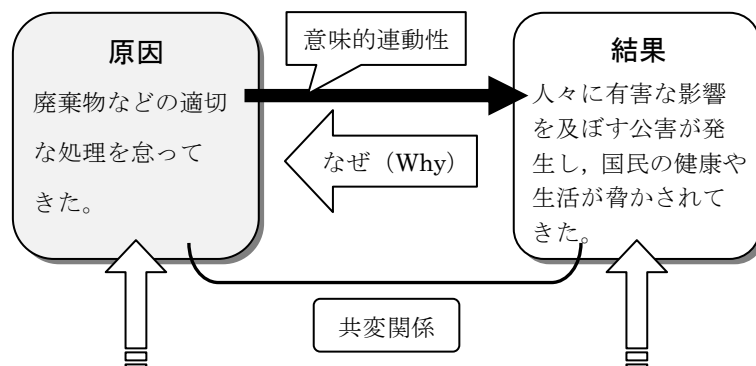 意味的連動性
原因
廃棄物などの適切
な処理を怠って
きた。
結果
人々に有害な影響
を及ぼす公害が発
生し，国民の健康や
生活が脅かされて
きた。
なぜ（Why）
共変関係